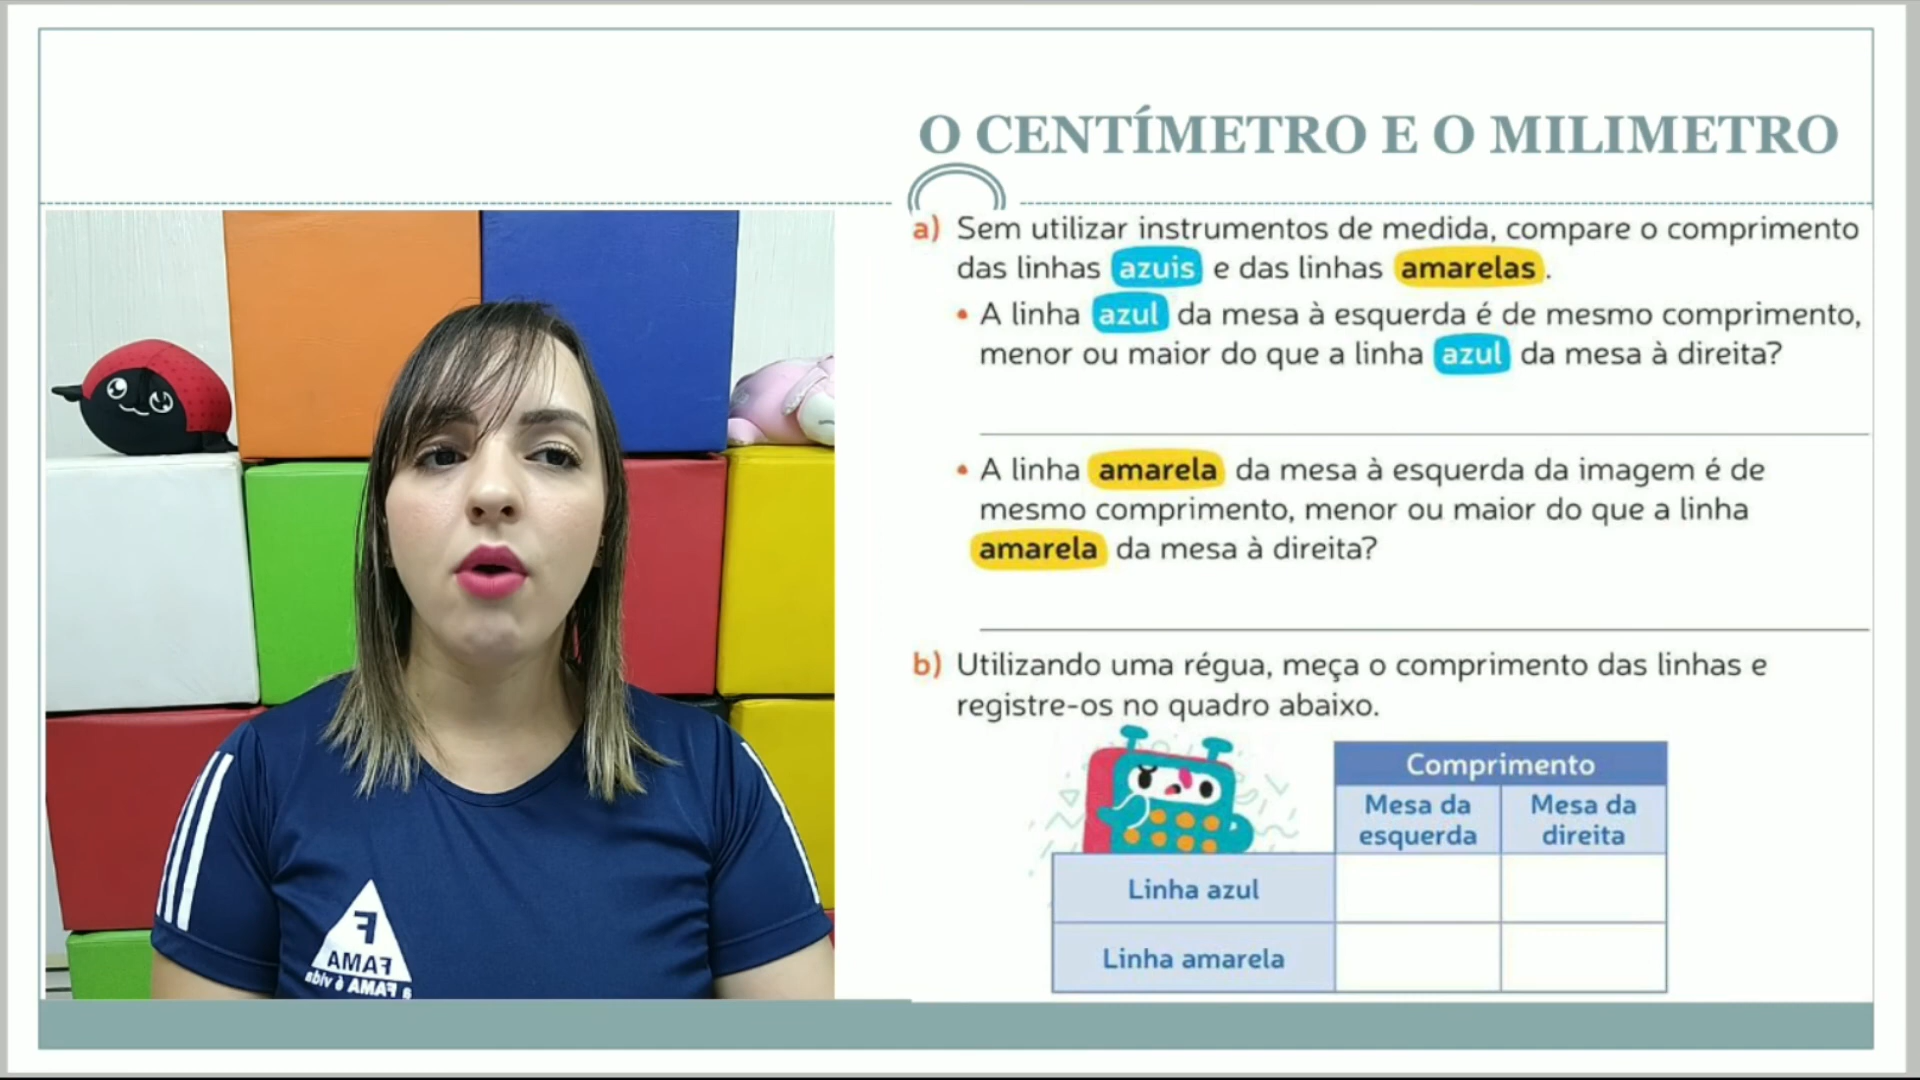 O CENTÍMETRO E O MILIMETRO
a) Sem utilizar instrumentos de medida, compare o comprimento
das linhas azuis e das linhas amarelas.
• A linha azul da mesa à esquerda é de mesmo comprimento,
menor ou maior do que a linha azul da mesa à direita?
• A linha amarela da mesa à esquerda da imagem é de
mesmo comprimento, menor ou maior do que a linha
amarela da mesa à direita?
b) Utilizando uma régua, meça o comprimento das linhas e
registre-os no quadro abaixo.
Comprimento
Mesa da esquerda
Mesa da direita
Linha azul
Linha amarela
F
FAMA
a FAMA é vida